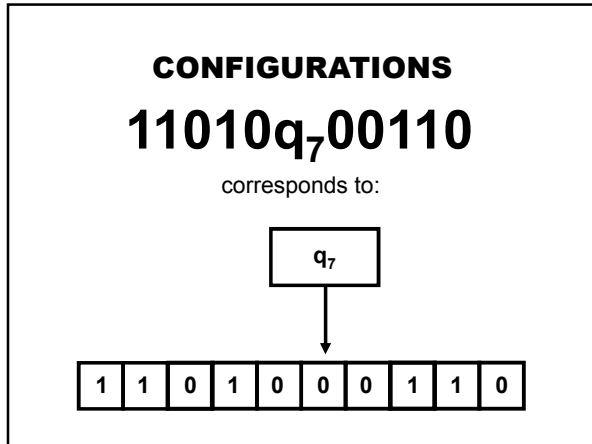 CONFIGURATIONS
11010q₇00110
corresponds to:
q₇
1 1 0 1 0 0 0 1 1 0